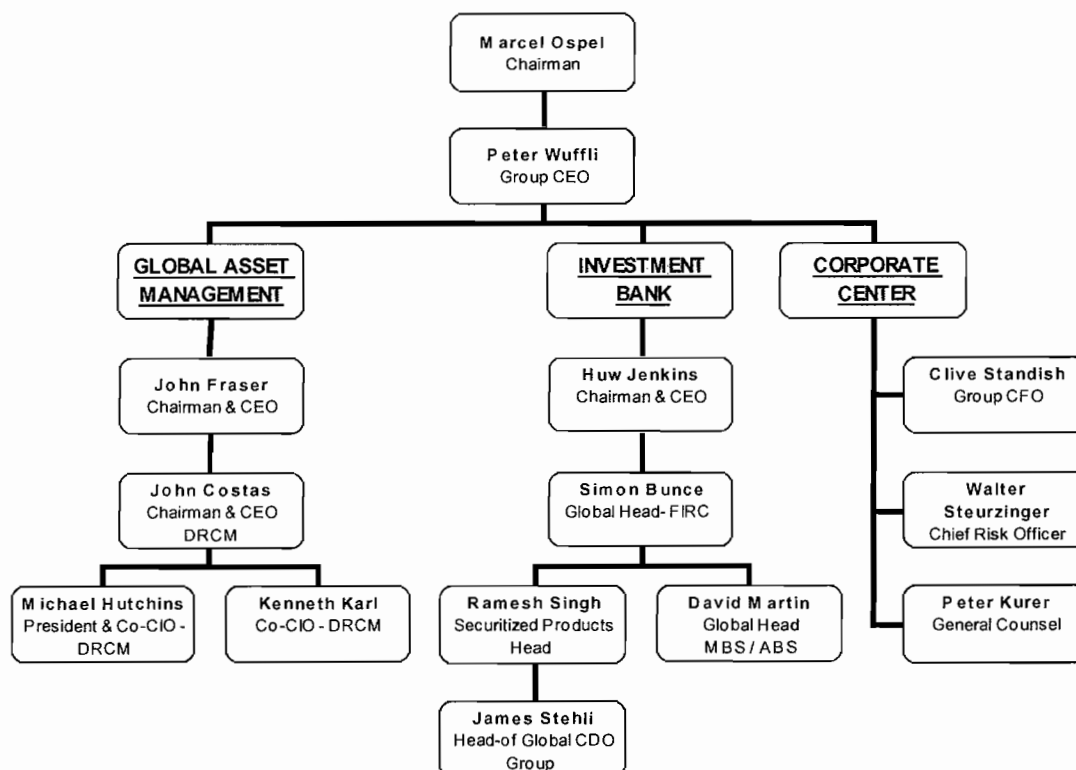 Marcel Ospel
Chairman
Peter Wuffli
Group CEO
GLOBAL ASSET
MANAGEMENT
INVESTMENT
BANK
CORPORATE
CENTER
John Fraser
Chairman & CEO
Huw Jenkins
Chairman & CEO
Clive Standish
Group CFO
John Costas
Chairman & CEO
DRCM
Simon Bunce
Global Head- FIRC
Walter
Steurzinger
Chief Risk Officer
Michael Hutchins
President & Co-CIO -
DRCM
Kenneth Karl
Co-CIO - DRCM
Ramesh Singh
Securitized Products
Head
David Martin
Global Head
MBS / ABS
Peter Kurer
General Counsel
James Stehli
Head-of Global CDO
Group